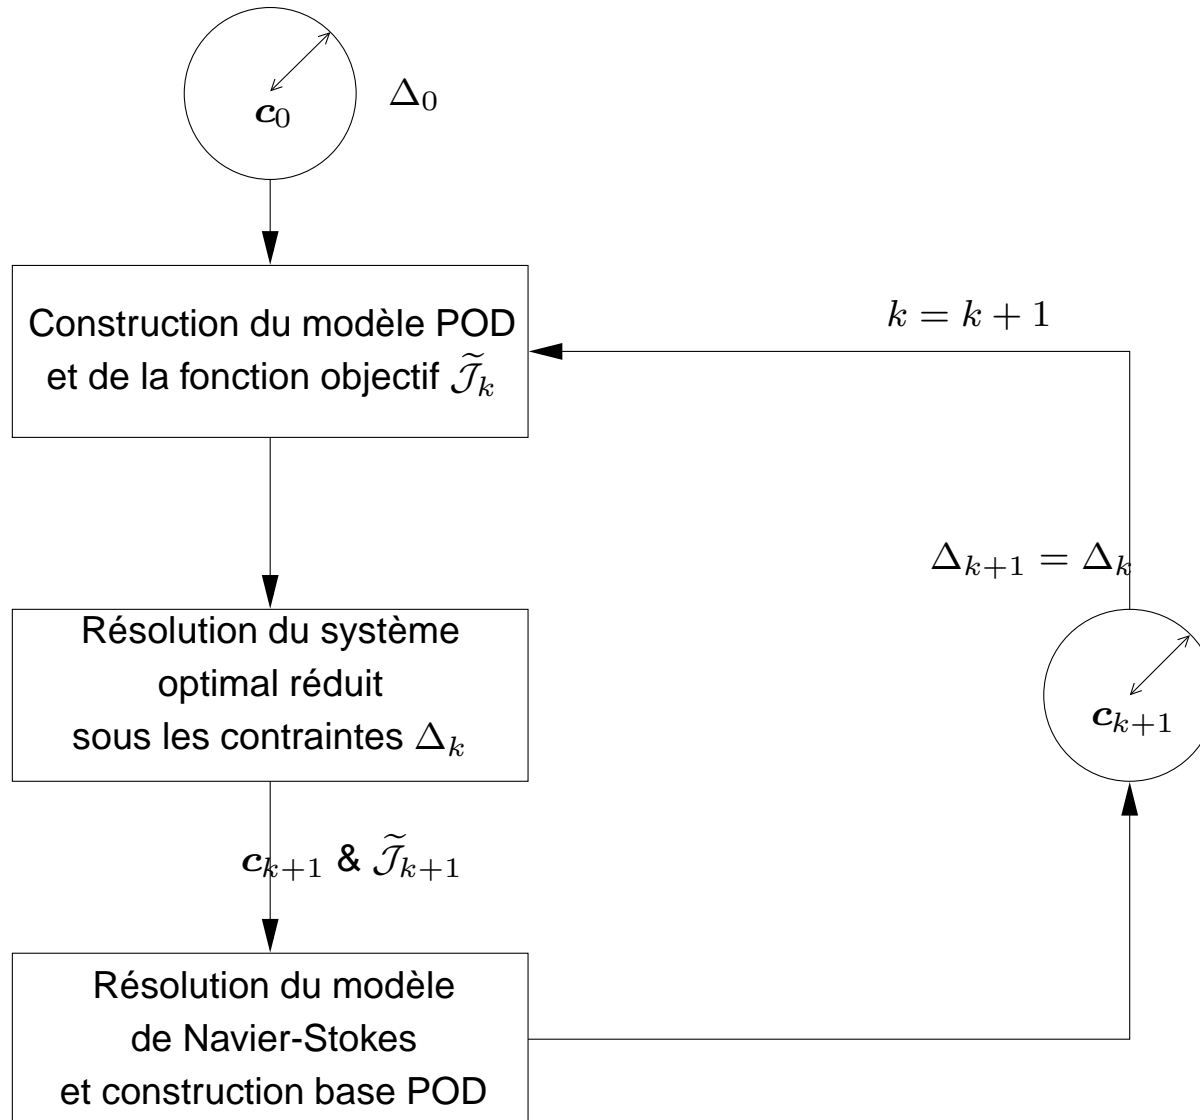 Δ₀
𝒄₀
Construction du modèle POD
et de la fonction objectif 𝒥̃ₖ
k = k + 1
Δₖ₊₁ = Δₖ
Résolution du système
optimal réduit
sous les contraintes Δₖ
𝒄ₖ₊₁
𝒄ₖ₊₁ & 𝒥̃ₖ₊₁
Résolution du modèle
de Navier-Stokes
et construction base POD